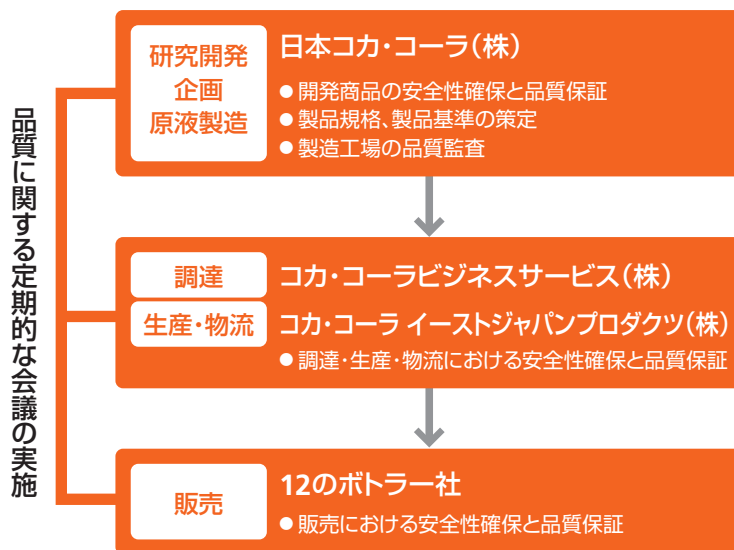 品質に関する定期的な会議の実施
研究開発
企画
原液製造
日本コカ・コーラ(株)
●開発商品の安全性確保と品質保証
●製品規格、製品基準の策定
●製造工場の品質監査
調達
コカ・コーラビジネスサービス(株)
生産・物流
コカ・コーラ イーストジャパンプロダクツ(株)
●調達・生産・物流における安全性確保と品質保証
販売
12のボトラー社
●販売における安全性確保と品質保証